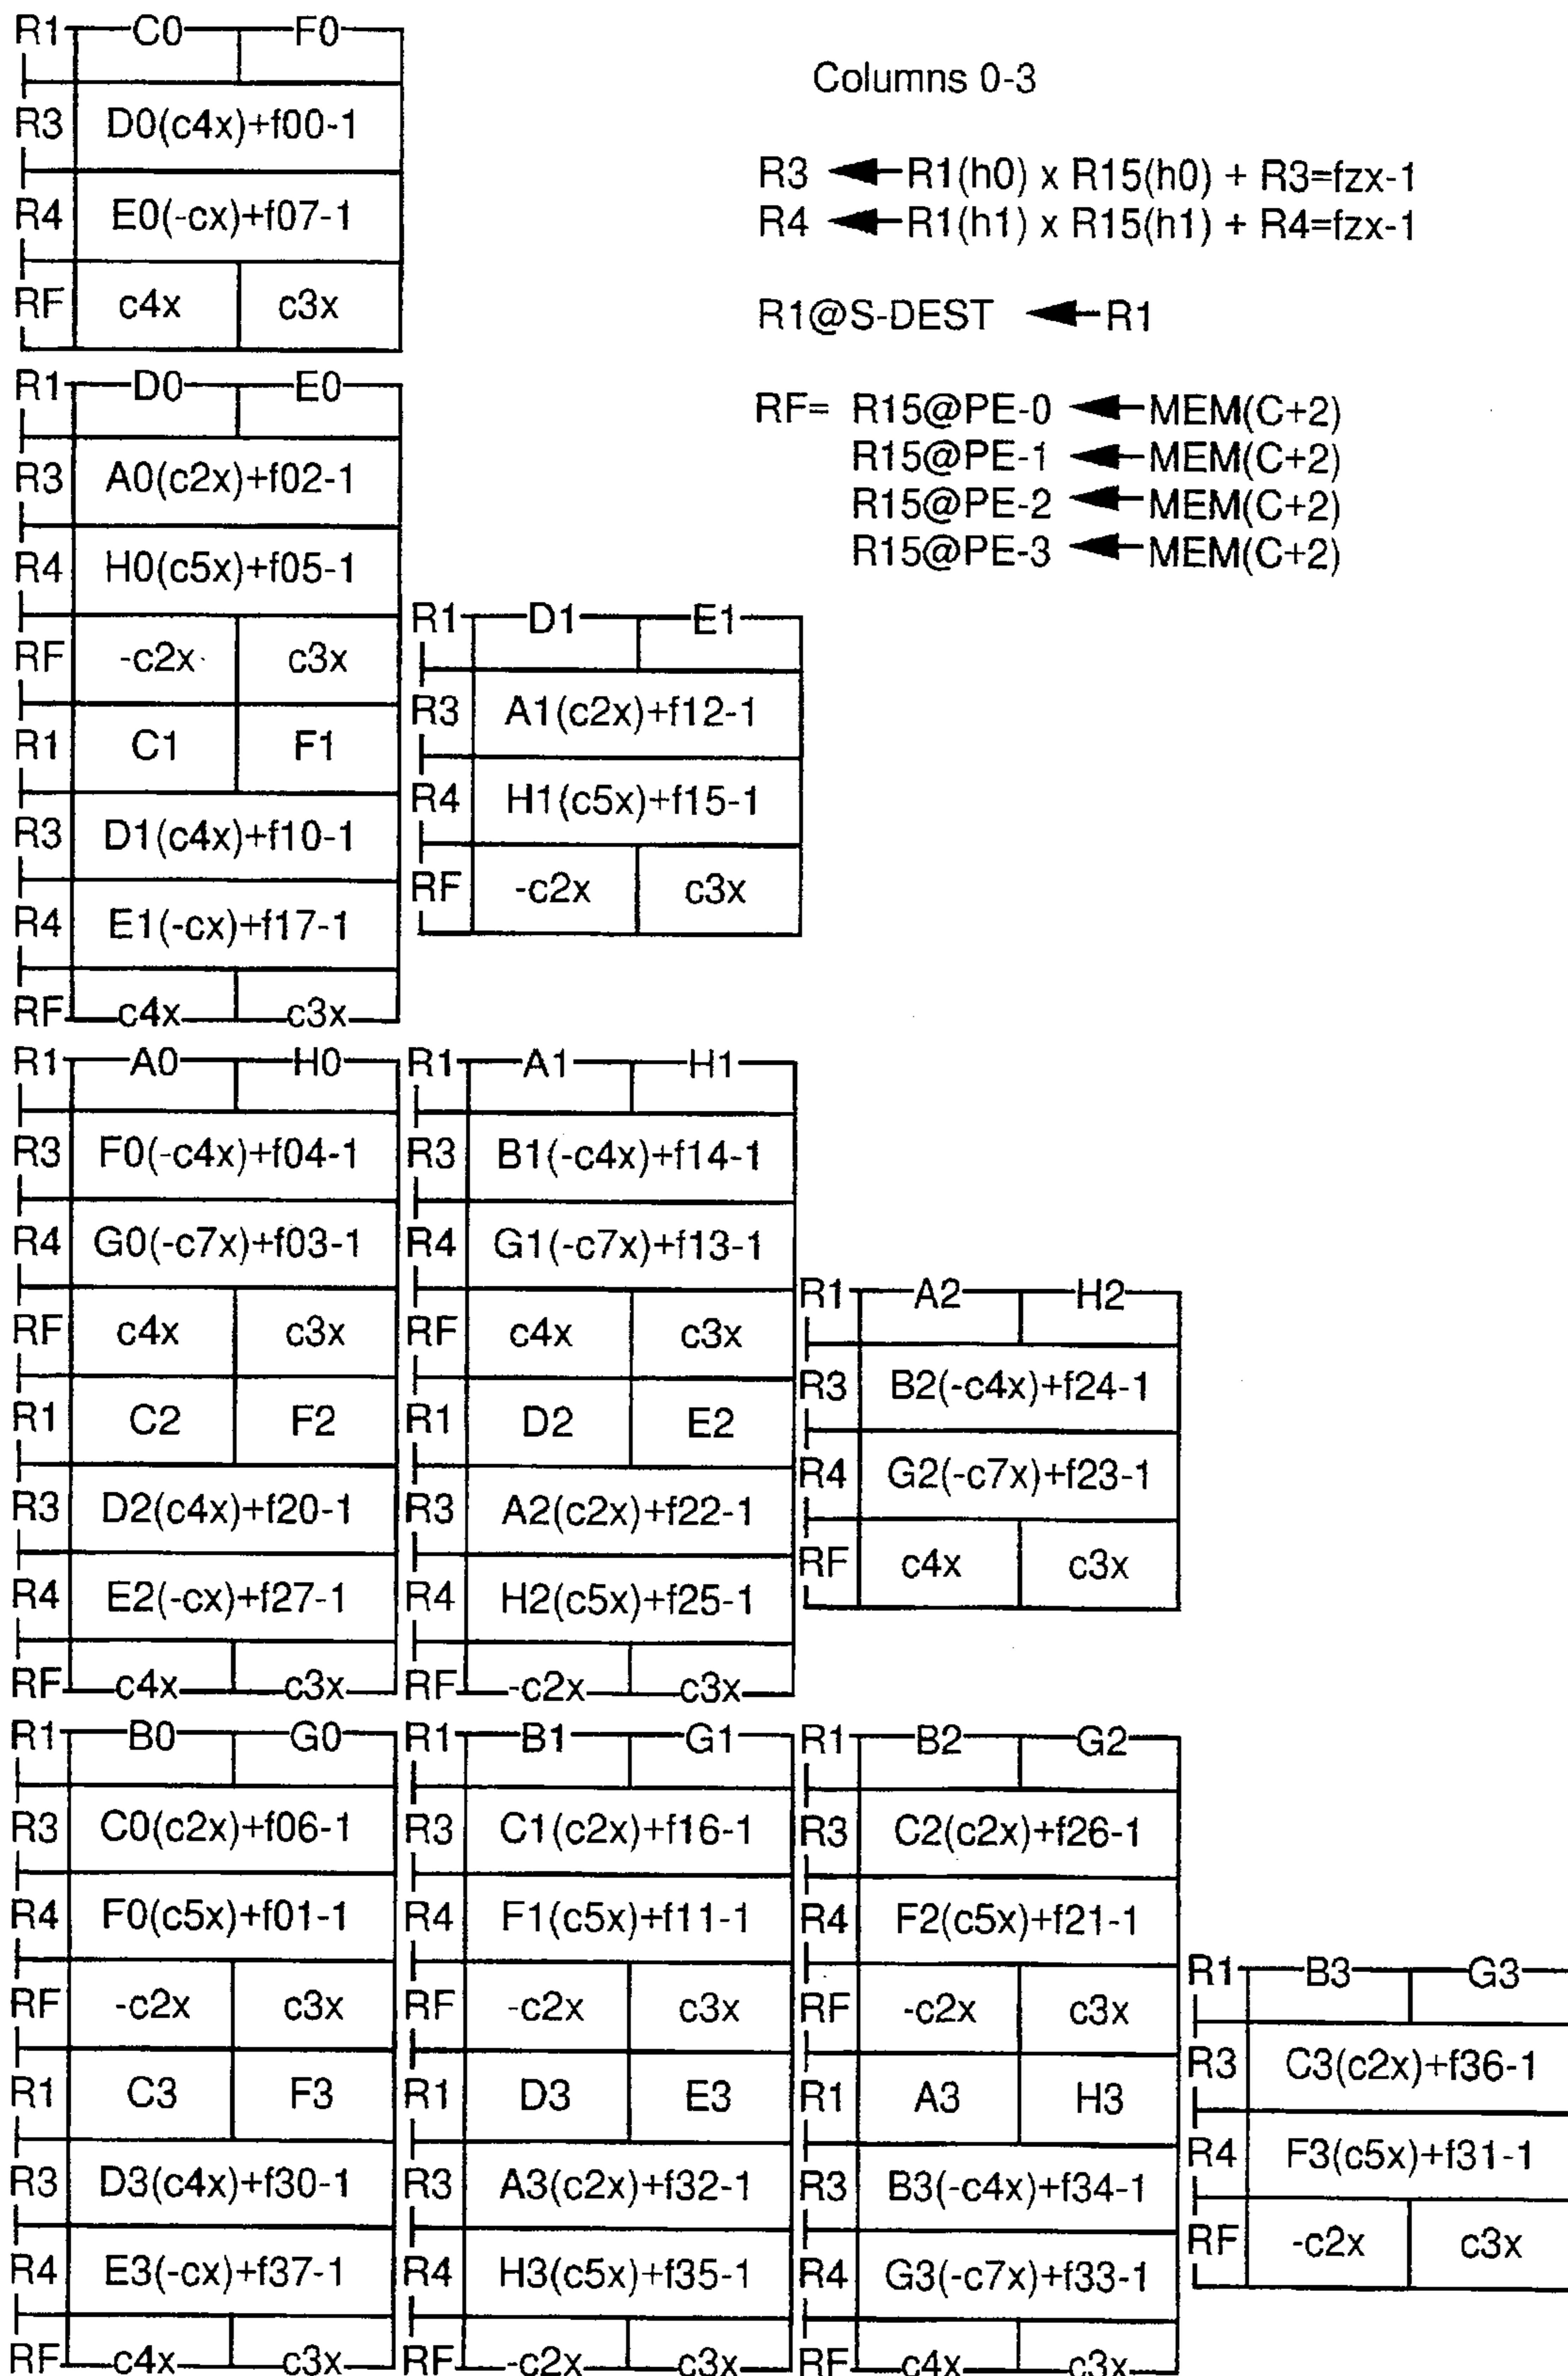 R1 C0 F0
R3 D0(c4x)+f00-1
R4 E0(-cx)+f07-1
RF c4x c3x
Columns 0-3
R3 ◄ R1(h0) x R15(h0) + R3=fzx-1
R4 ◄ R1(h1) x R15(h1) + R4=fzx-1
R1@S-DEST ◄ R1
RF= R15@PE-0 ◄ MEM(C+2)
R15@PE-1 ◄ MEM(C+2)
R15@PE-2 ◄ MEM(C+2)
R15@PE-3 ◄ MEM(C+2)
R1 D0 E0
R3 A0(c2x)+f02-1
R4 H0(c5x)+f05-1
RF -c2x c3x
R1 C1 F1
R3 D1(c4x)+f10-1
R4 E1(-cx)+f17-1
RF c4x c3x
R1 D1 E1
R3 A1(c2x)+f12-1
R4 H1(c5x)+f15-1
RF -c2x c3x
R1 A0 H0
R3 F0(-c4x)+f04-1
R4 G0(-c7x)+f03-1
RF c4x c3x
R1 C2 F2
R3 D2(c4x)+f20-1
R4 E2(-cx)+f27-1
RF c4x c3x
R1 A1 H1
R3 B1(-c4x)+f14-1
R4 G1(-c7x)+f13-1
RF c4x c3x
R1 D2 E2
R3 A2(c2x)+f22-1
R4 H2(c5x)+f25-1
RF -c2x c3x
R1 A2 H2
R3 B2(-c4x)+f24-1
R4 G2(-c7x)+f23-1
RF c4x c3x
R1 B0 G0
R3 C0(c2x)+f06-1
R4 F0(c5x)+f01-1
RF -c2x c3x
R1 C3 F3
R3 D3(c4x)+f30-1
R4 E3(-cx)+f37-1
RF c4x c3x
R1 B1 G1
R3 C1(c2x)+f16-1
R4 F1(c5x)+f11-1
RF -c2x c3x
R1 D3 E3
R3 A3(c2x)+f32-1
R4 H3(c5x)+f35-1
RF -c2x c3x
R1 B2 G2
R3 C2(c2x)+f26-1
R4 F2(c5x)+f21-1
RF -c2x c3x
R1 A3 H3
R3 B3(-c4x)+f34-1
R4 G3(-c7x)+f33-1
RF c4x c3x
R1 B3 G3
R3 C3(c2x)+f36-1
R4 F3(c5x)+f31-1
RF -c2x c3x